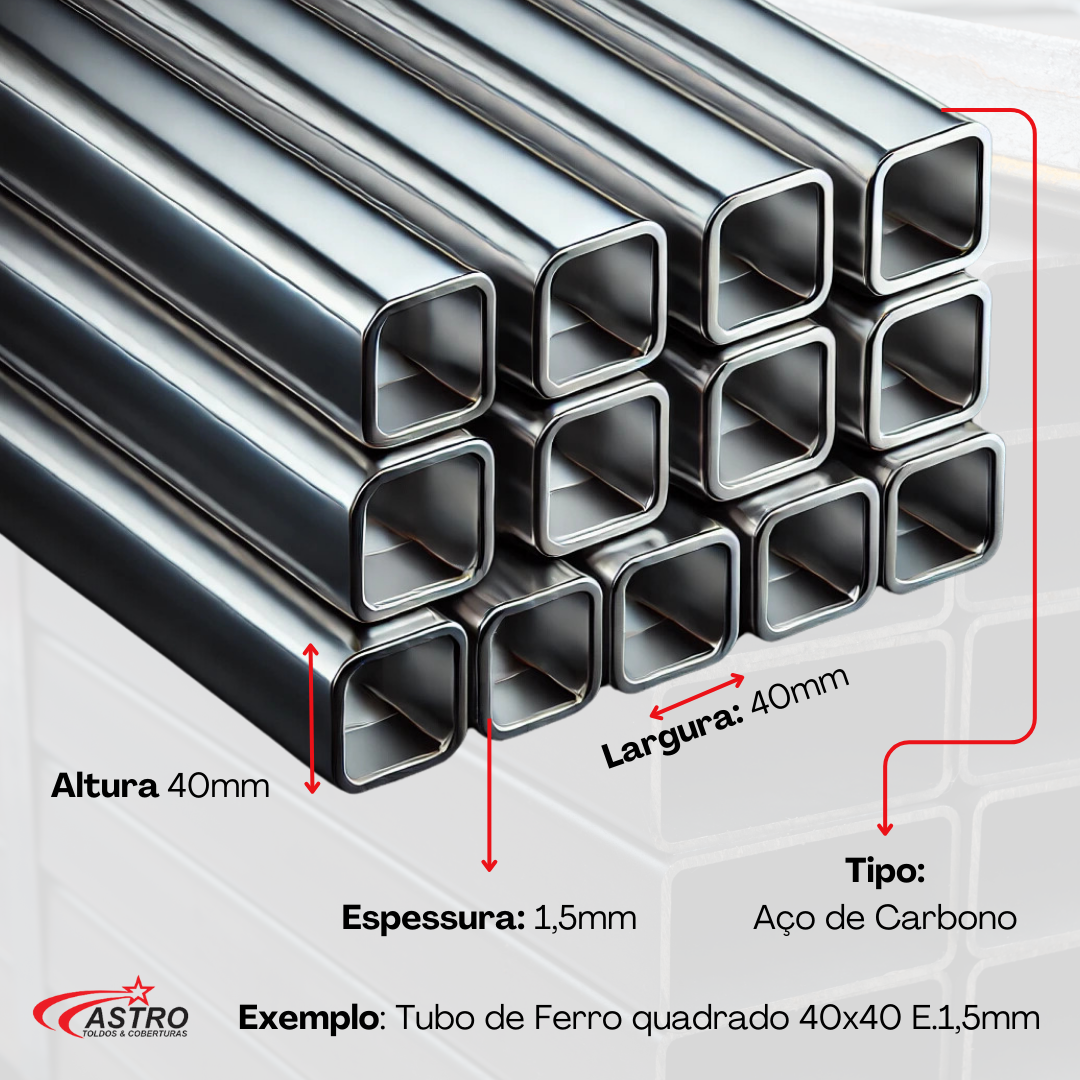 Largura: 40mm
Altura 40mm
Tipo:
Espessura: 1,5mm
Aço de Carbono
ASTRO
TOLDOS & COBERTURAS
Exemplo: Tubo de Ferro quadrado 40x40 E.1,5mm